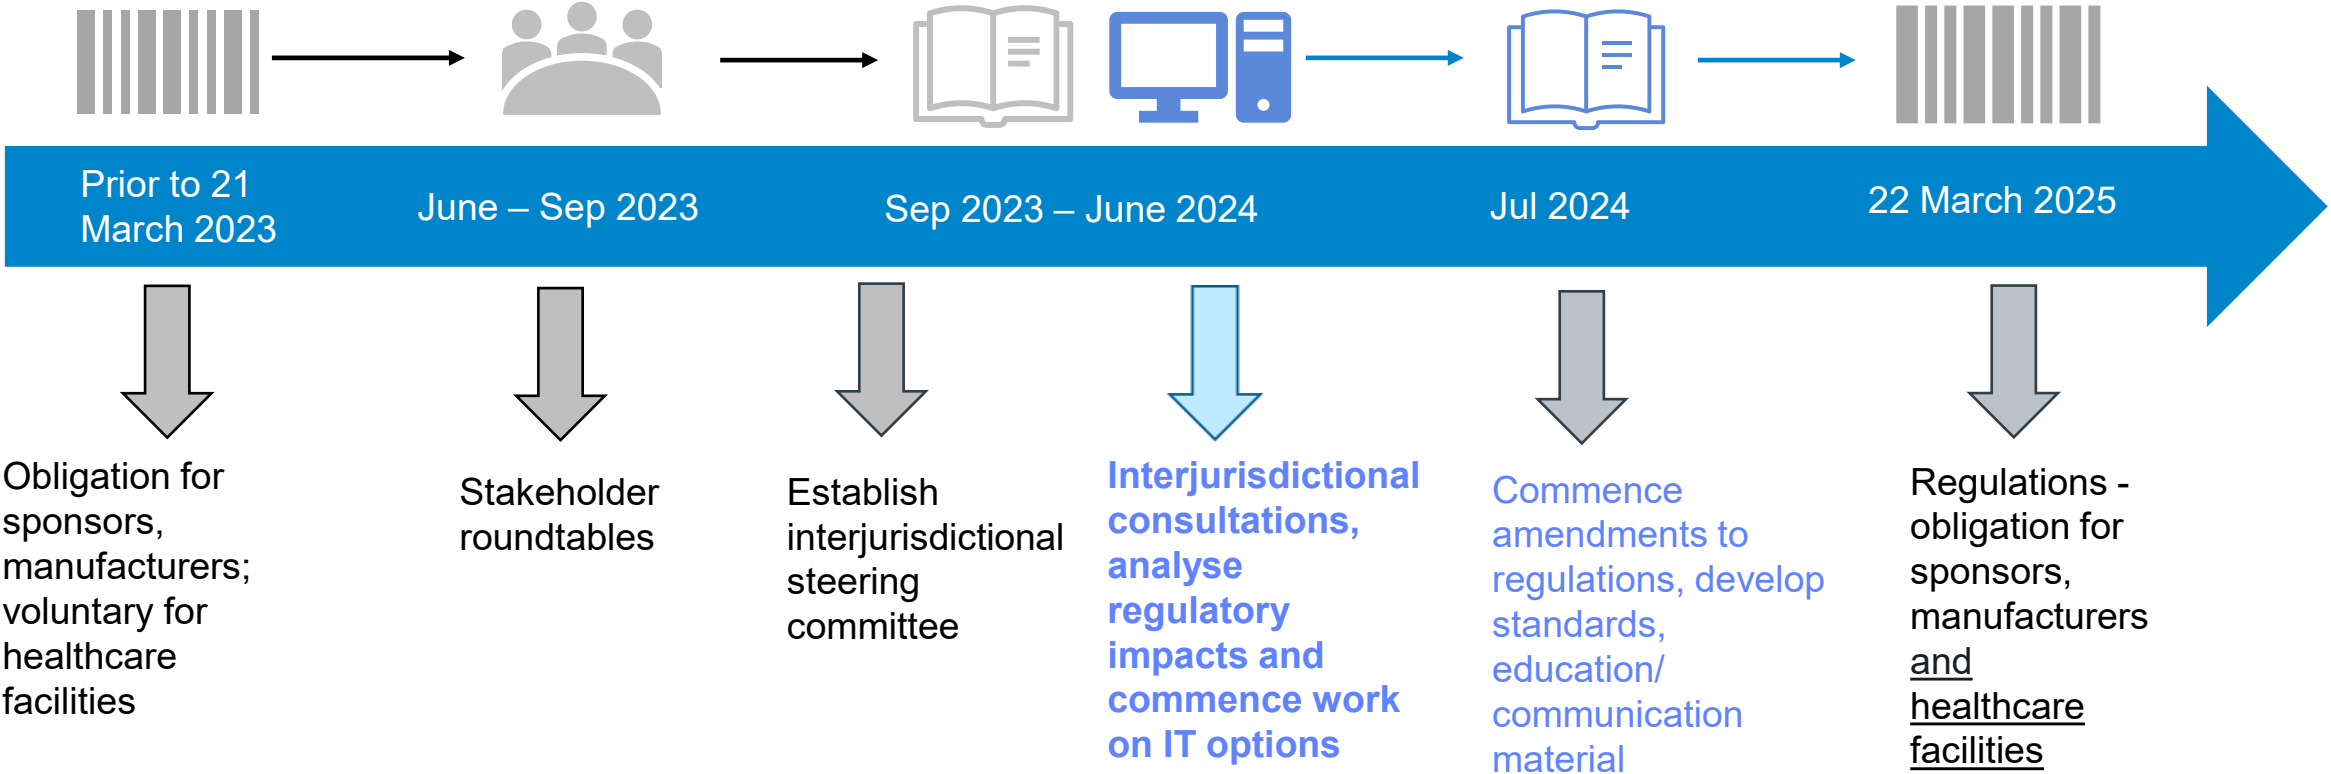 Prior to 21
March 2023
June – Sep 2023
Sep 2023 – June 2024
Jul 2024
22 March 2025
Obligation for
sponsors,
manufacturers;
voluntary for
healthcare
facilities
Stakeholder
roundtables
Establish
interjurisdictional
steering
committee
Interjurisdictional
consultations,
analyse
regulatory
impacts and
commence work
on IT options
Commence
amendments to
regulations, develop
standards,
education/
communication
material
Regulations -
obligation for
sponsors,
manufacturers
and
healthcare
facilities